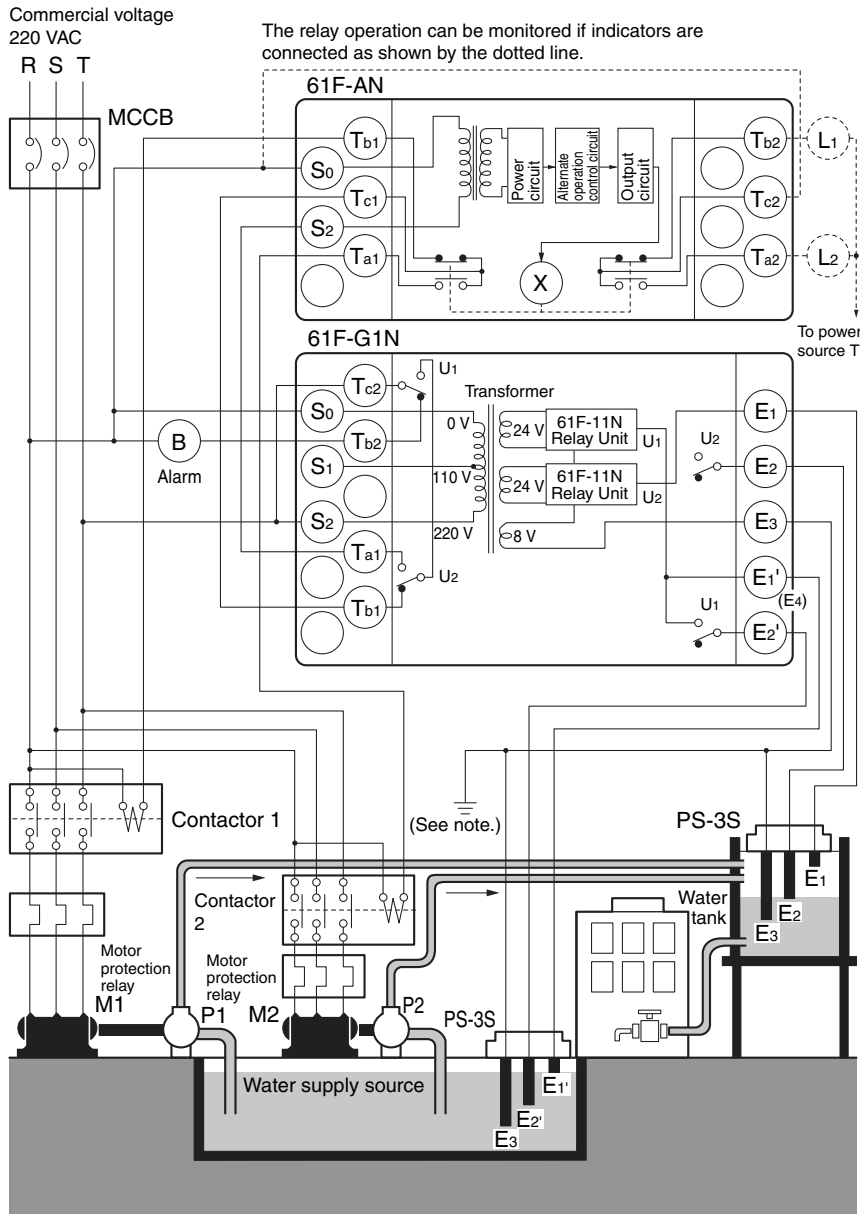 Commercial voltage
220 VAC
R S T
The relay operation can be monitored if indicators are
connected as shown by the dotted line.
MCCB
61F-AN
Tb1
S0
Tc1
S2
Ta1
Power
circuit
Alternate
operation
control circuit
Output
circuit
X
Tb2
Tc2
Ta2
L1
L2
To power
source T
61F-G1N
Tc2
S0
Tb2
S1
S2
Ta1
Tb1
B
Alarm
U1
U2
Transformer
0 V
110 V
220 V
24 V
24 V
8 V
61F-11N
Relay Unit
U1
61F-11N
Relay Unit
U2
U2
U1
E1
E2
E3
E1'
(E4)
E2'
Contactor 1
(See note.)
PS-3S
E1
E2
E3
Water
tank
Contactor
2
Motor
protection
relay
M1
P1
Motor
protection
relay
M2
P2
PS-3S
Water supply source
E1'
E2'
E3